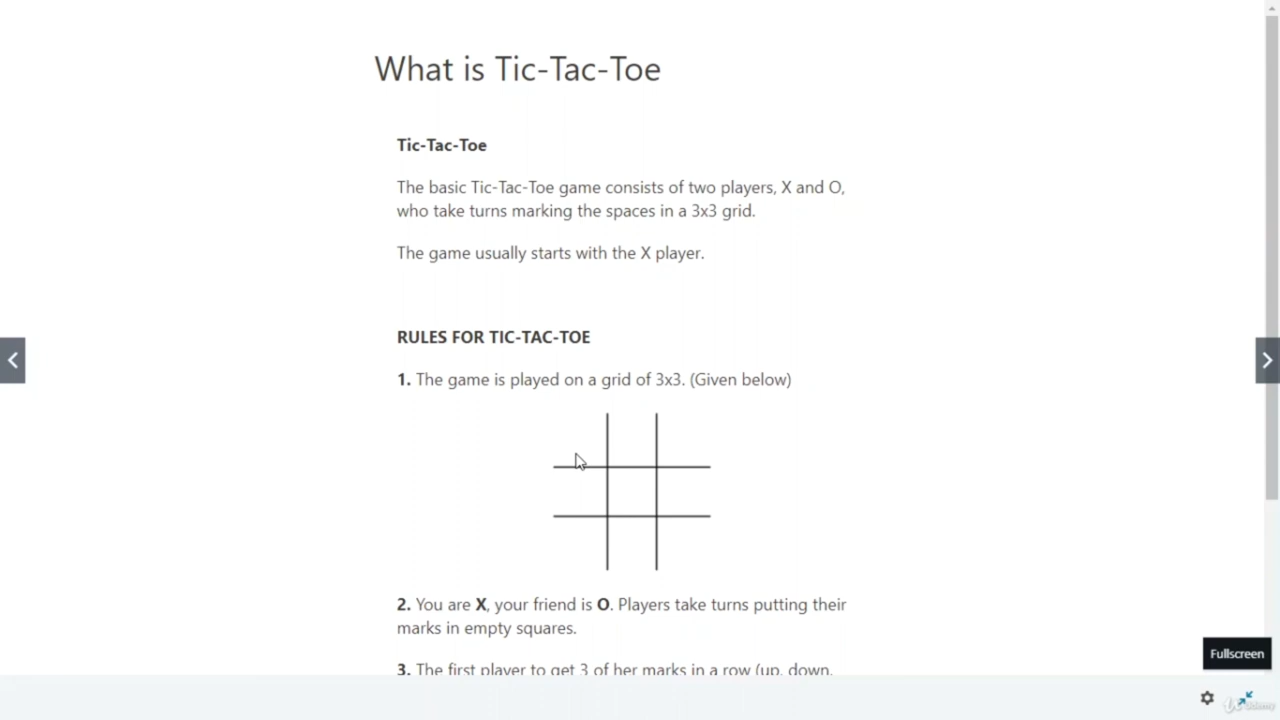 What is Tic-Tac-Toe
Tic-Tac-Toe
The basic Tic-Tac-Toe game consists of two players, X and O,
who take turns marking the spaces in a 3x3 grid.
The game usually starts with the X player.
RULES FOR TIC-TAC-TOE
1. The game is played on a grid of 3x3. (Given below)
2. You are X, your friend is O. Players take turns putting their
marks in empty squares.
3. The first player to get 3 of her marks in a row (up, down,
Fullscreen
Udemy